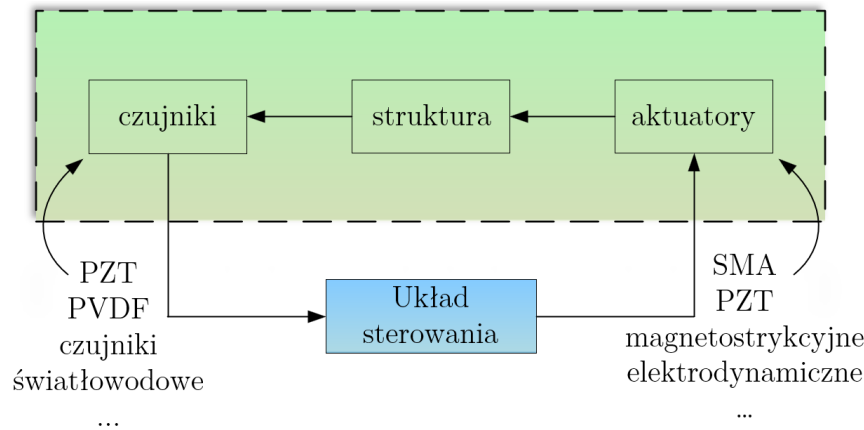 czujniki
struktura
aktuatory
PZT
PVDF
czujniki
światłowodowe
...
Układ
sterowania
SMA
PZT
magnetostrykcyjne
elektrodynamiczne
...